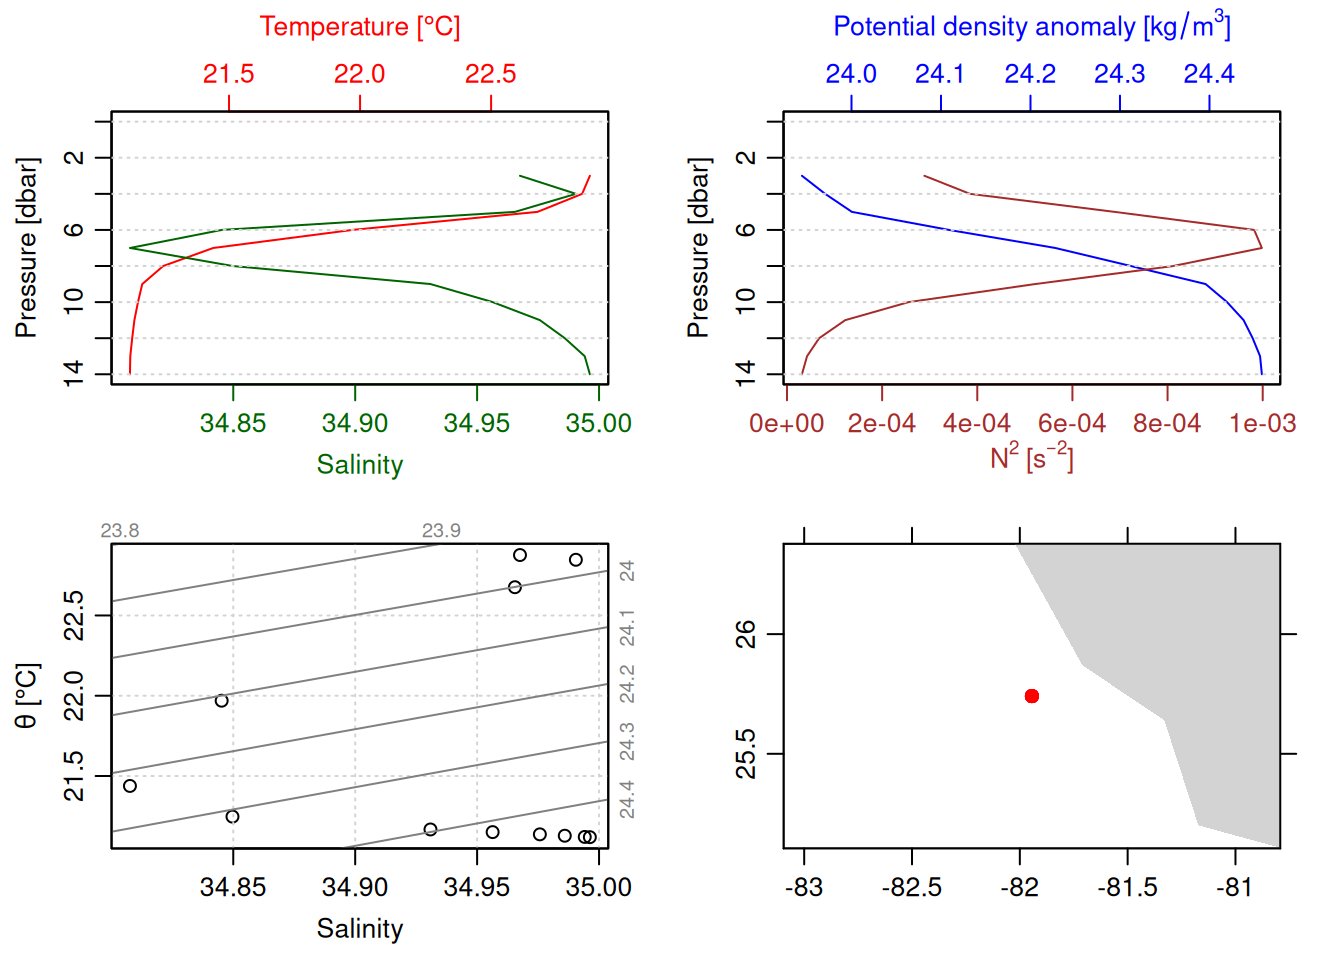 Temperature [°C]
21.5 22.0 22.5
Pressure [dbar]
2
6
10
14
34.85 34.90 34.95 35.00
Salinity
Potential density anomaly [kg/m³]
24.0 24.1 24.2 24.3 24.4
Pressure [dbar]
2
6
10
14
0e+00 2e-04 4e-04 6e-04 8e-04 1e-03
N² [s⁻²]
23.8 23.9
24
24.1
24.2
24.3
24.4
θ [°C]
22.5
22.0
21.5
34.85 34.90 34.95 35.00
Salinity
26
25.5
-83 -82.5 -82 -81.5 -81